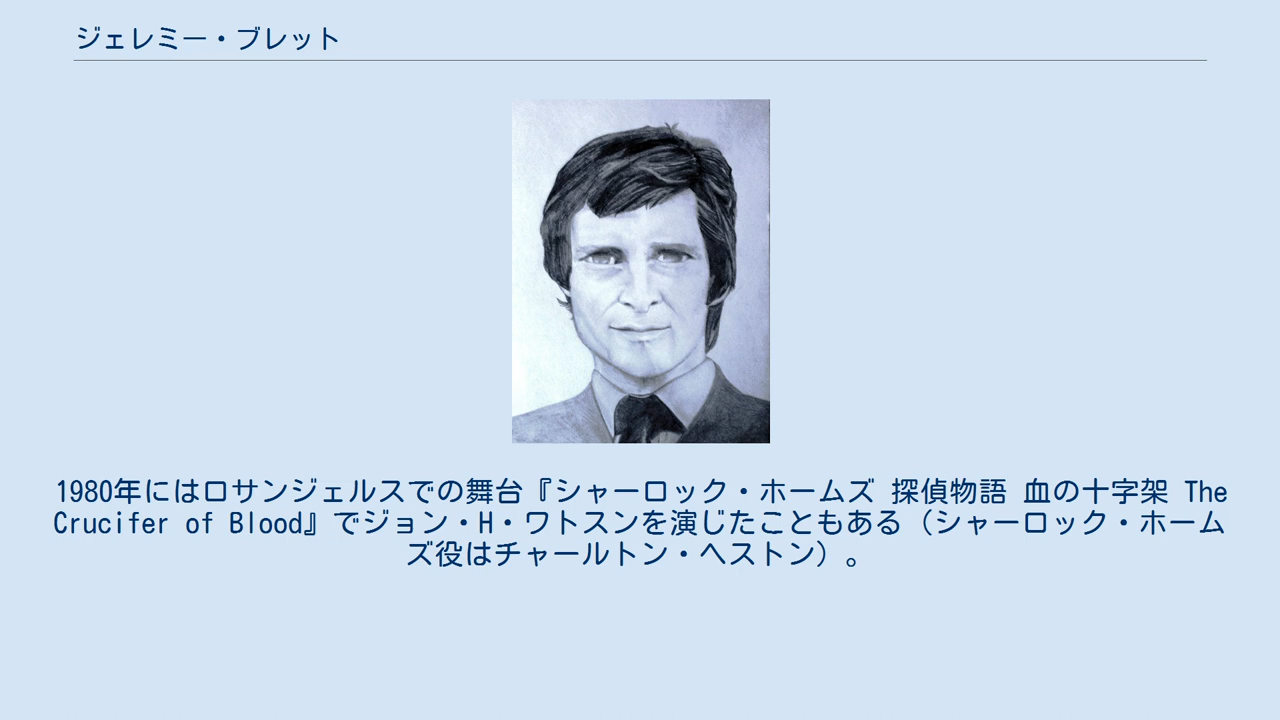 ジェレミー・ブレット
1980年にはロサンジェルスでの舞台『シャーロック・ホームズ 探偵物語 血の十字架 The
Crucifer of Blood』でジョン・H・ワトスンを演じたこともある（シャーロック・ホーム
ズ役はチャールトン・ヘストン）。